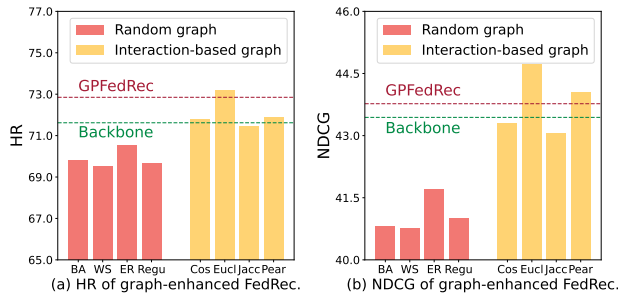 77.0
75.0
73.0
71.0
69.0
67.0
65.0
HR
Random graph
Interaction-based graph
GPFedRec
Backbone
BA WS ER Regu Cos Eucl Jacc Pear
(a) HR of graph-enhanced FedRec.
46.0
44.5
43.0
41.5
40.0
NDCG
Random graph
Interaction-based graph
GPFedRec
Backbone
BA WS ER Regu Cos Eucl Jacc Pear
(b) NDCG of graph-enhanced FedRec.